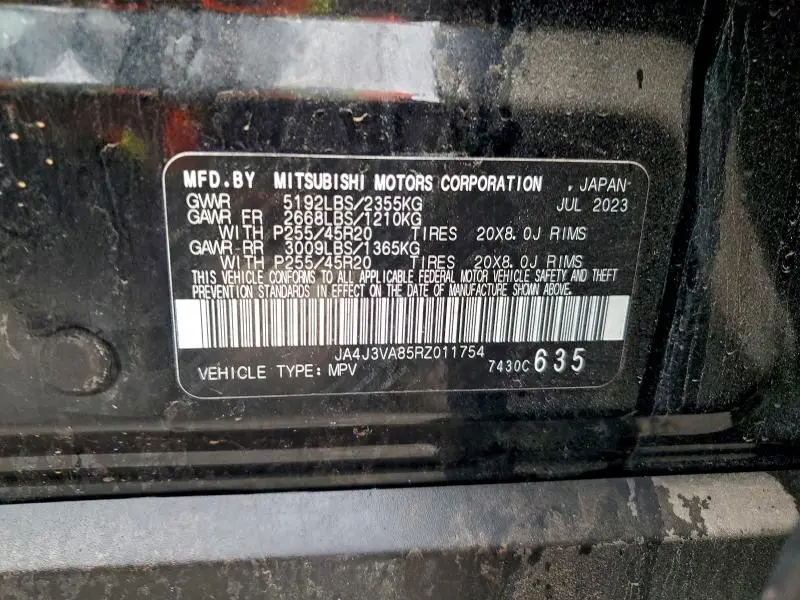 MFD.BY MITSUBISHI MOTORS CORPORATION , JAPAN
GVWR 5192LBS/2355KG JUL 2023
GAWR FR 2668LBS/1210KG
WITH P255/45R20 TIRES 20X8.0J RIMS
GAWR-RR 3009LBS/1365KG
WITH P255/45R20 TIRES 20X8.0J RIMS
THIS VEHICLE CONFORMS TO ALL APPLICABLE FEDERAL MOTOR VEHICLE SAFETY AND THEFT
PREVENTION STANDARDS IN EFFECT ON THE DATE OF MANUFACTURE SHOWN ABOVE.
JA4J3VA85RZ011754
VEHICLE TYPE: MPV 7430C 635